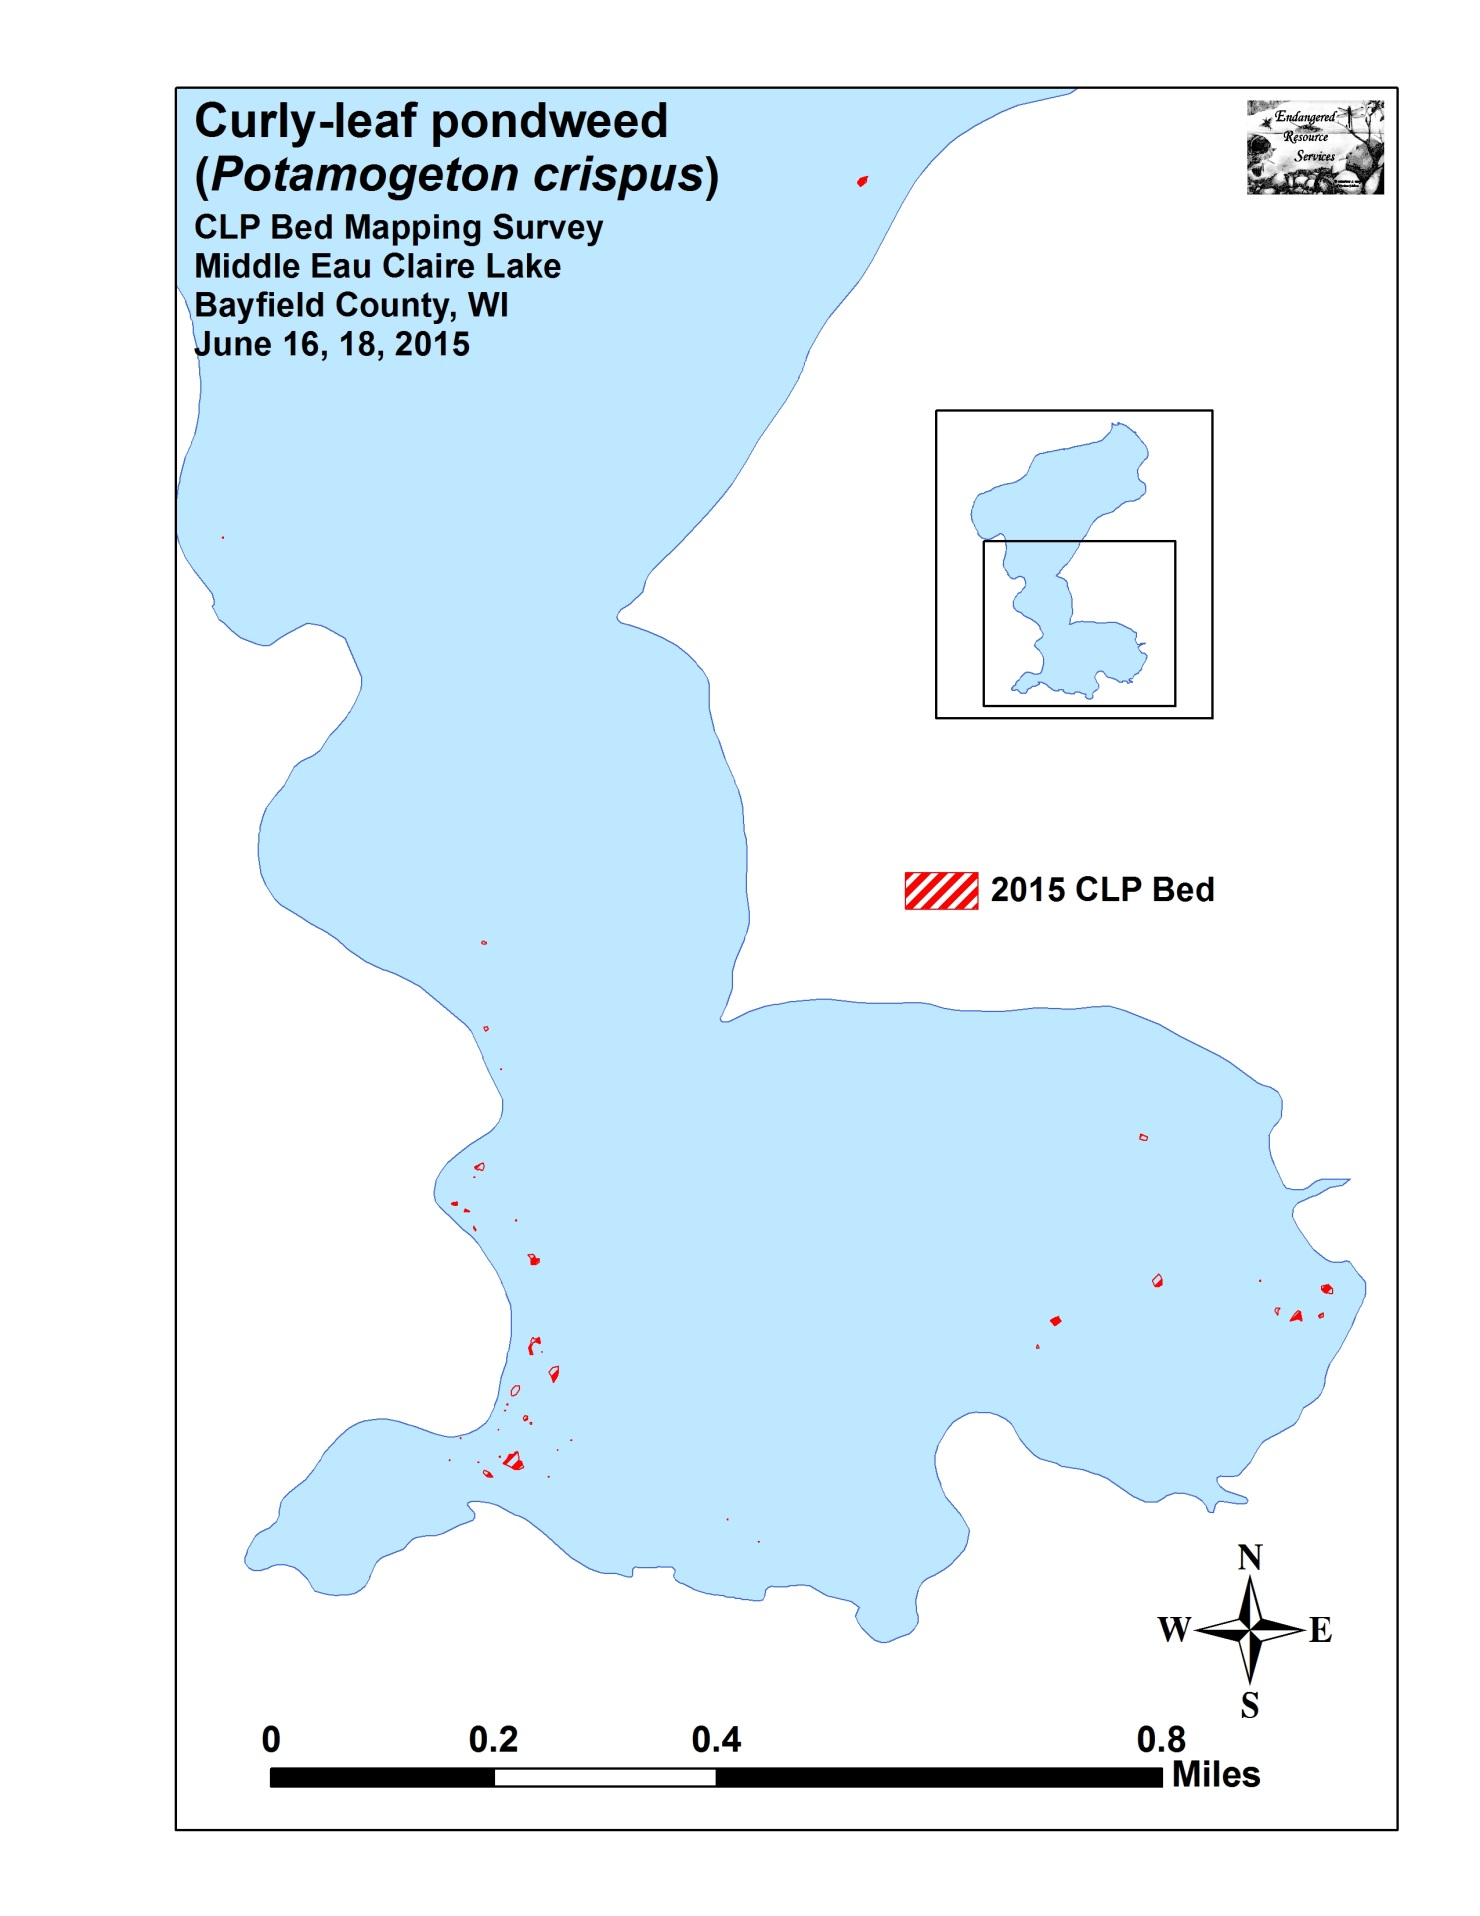 Curly-leaf pondweed
(Potamogeton crispus)
CLP Bed Mapping Survey
Middle Eau Claire Lake
Bayfield County, WI
June 16, 18, 2015
Endangered
Resource
Services
2015 CLP Bed
N
W E
S
0 0.2 0.4 0.8
Miles